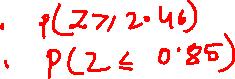 . P(Z ⩾ 2.46)
. P(Z ≤ 0.85)